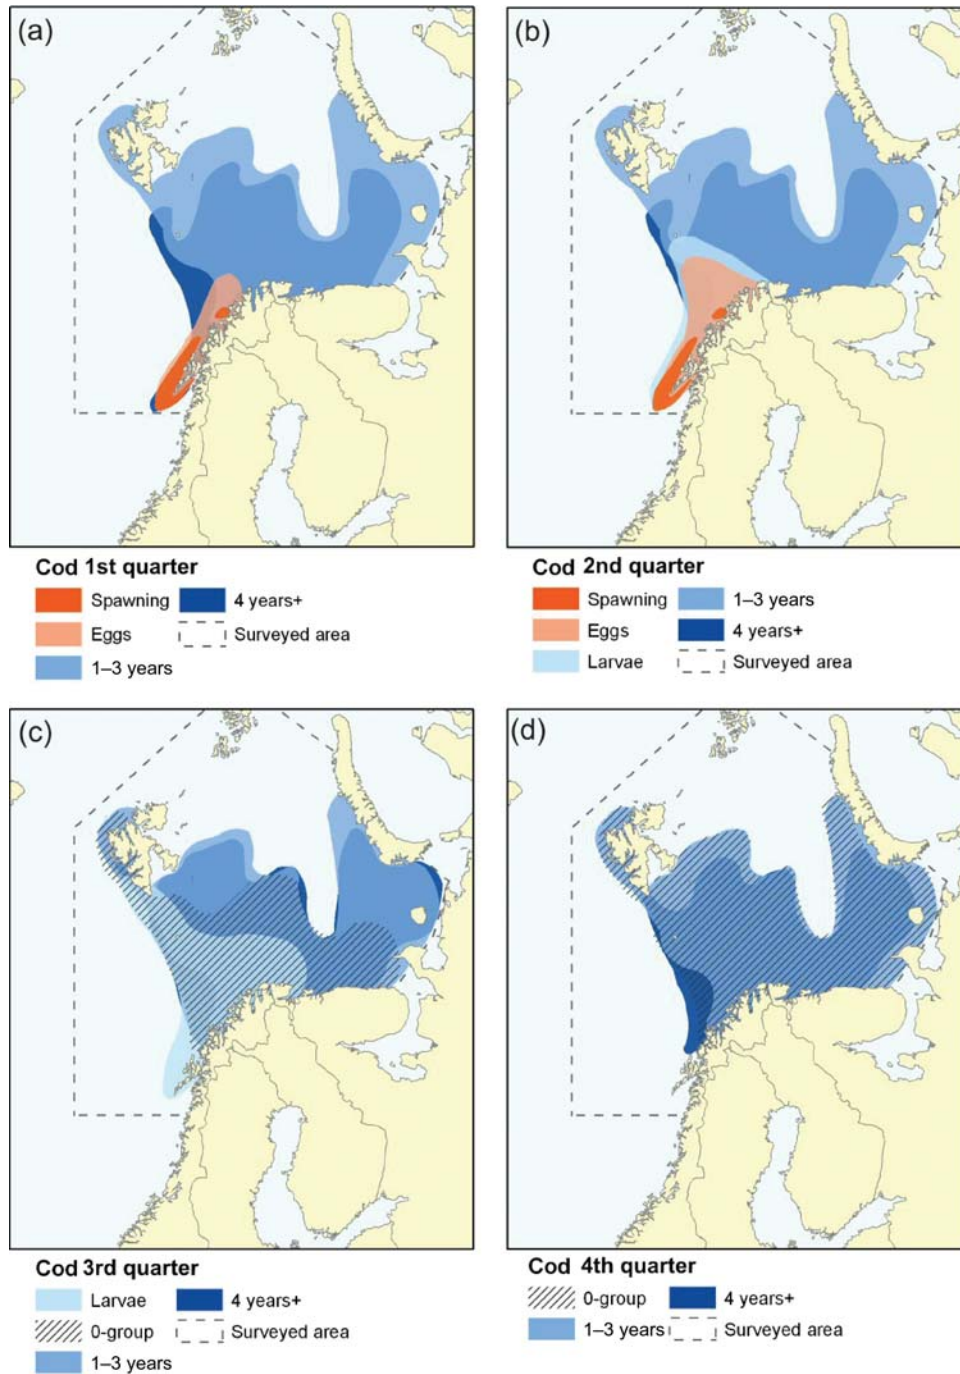 (a)
(b)
Cod 1st quarter
Spawning
4 years+
Eggs
Surveyed area
1–3 years
Cod 2nd quarter
Spawning
1–3 years
Eggs
4 years+
Larvae
Surveyed area
(c)
(d)
Cod 3rd quarter
Larvae
4 years+
0-group
Surveyed area
1–3 years
Cod 4th quarter
0-group
4 years+
1–3 years
Surveyed area